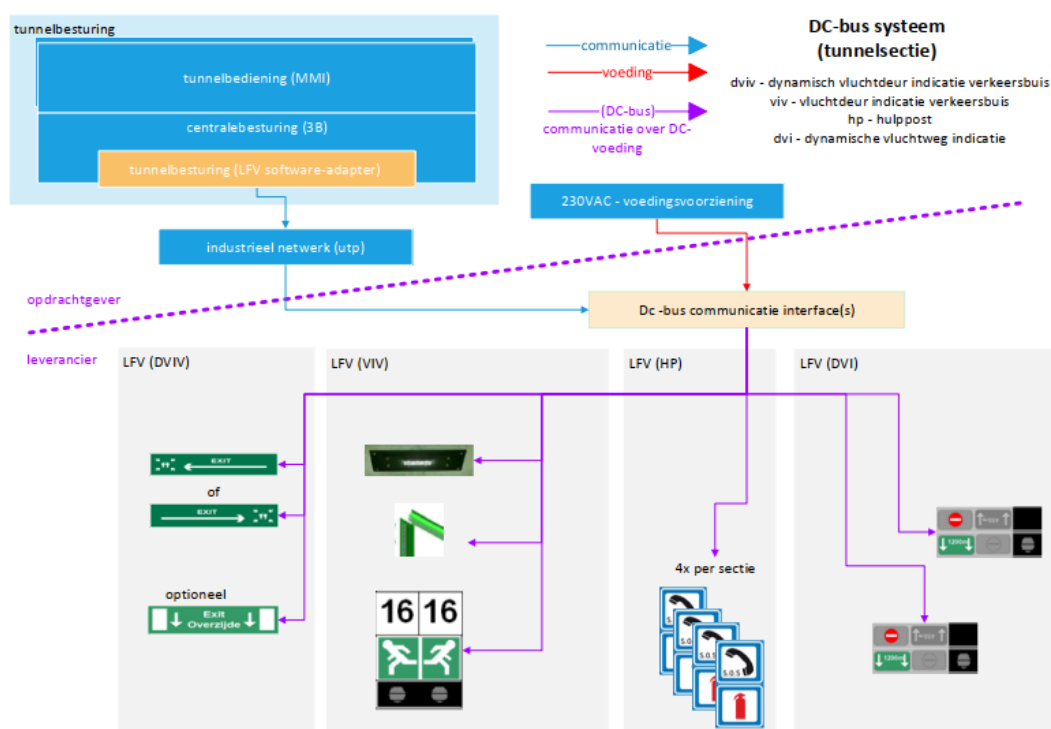 tunnelbesturing
tunnelbediening (MMI)
centralebesturing (3B)
tunnelbesturing (LFV software-adapter)
industrieel netwerk (utp)
communicatie
voeding
(DC-bus)
communicatie over DC-
voeding
DC-bus systeem
(tunnelsectie)
dviv - dynamisch vluchtdeur indicatie verkeersbuis
viv - vluchtdeur indicatie verkeersbuis
hp - hulppost
dvi - dynamische vluchtweg indicatie
230VAC - voedingsvoorziening
opdrachtgever
Dc -bus communicatie interface(s)
leverancier
LFV (DVIV)
EXIT
of
EXIT
optioneel
Exit
Overzijde
LFV (VIV)
16 16
LFV (HP)
4x per sectie
S.O.S
S.O.S
S.O.S
LFV (DVI)
1200m
1200m